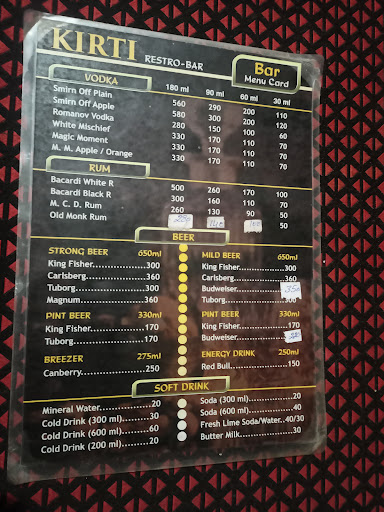 KIRTI RESTRO-BAR
Bar
Menu Card
VODKA 180 ml 90 ml 60 ml 30 ml
Smirn Off Plain 560 290 200 110
Smirn Off Apple 580 300 200 120
Romanov Vodka 280 150 100 60
White Mischief 330 170 110 70
Magic Moment 330 170 110 70
M. M. Apple / Orange 330 170 110 70
RUM
Bacardi White R 500 260 170 100
Bacardi Black R 300 160 110 70
M. C. D. Rum 260 130 90 50
Old Monk Rum 50
BEER
STRONG BEER 650ml
King Fisher 300
Carlsberg 360
Tuborg 300
Magnum 360
PINT BEER 330ml
King Fisher 170
Tuborg 170
BREEZER 275ml
Canberry 250
MILD BEER 650ml
King Fisher 300
Carlsberg 360
Budweiser
Tuborg 300
PINT BEER 330ml
King Fisher 170
Budweiser
ENERGY DRINK 250ml
Red Bull 150
SOFT DRINK
Mineral Water 20
Cold Drink (300 ml) 30
Cold Drink (600 ml) 60
Cold Drink (200 ml) 20
Soda (300 ml) 20
Soda (600 ml) 40
Fresh Lime Soda/Water 40/30
Butter Milk 30